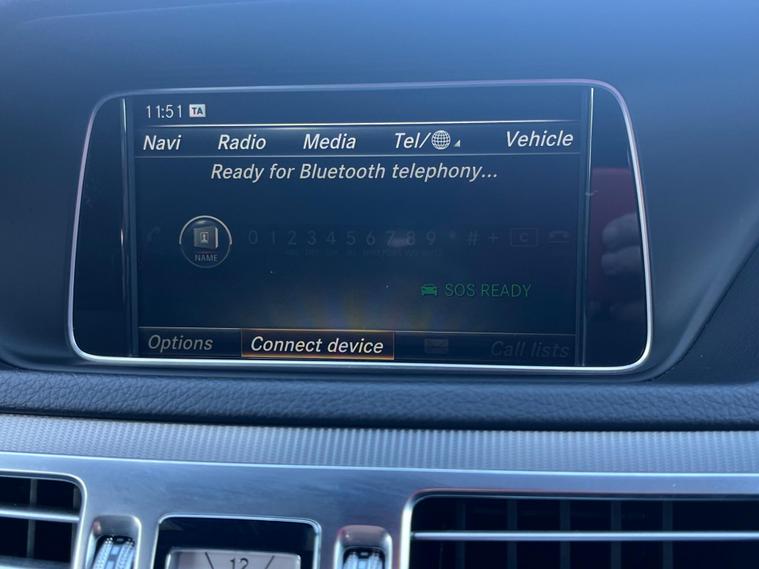 11:51 TA
Navi Radio Media Tel/ Vehicle
Ready for Bluetooth telephony...
NAME 0 1 2 3 4 5 6 7 8 9 * # + C
SOS READY
Options Connect device Call lists
12